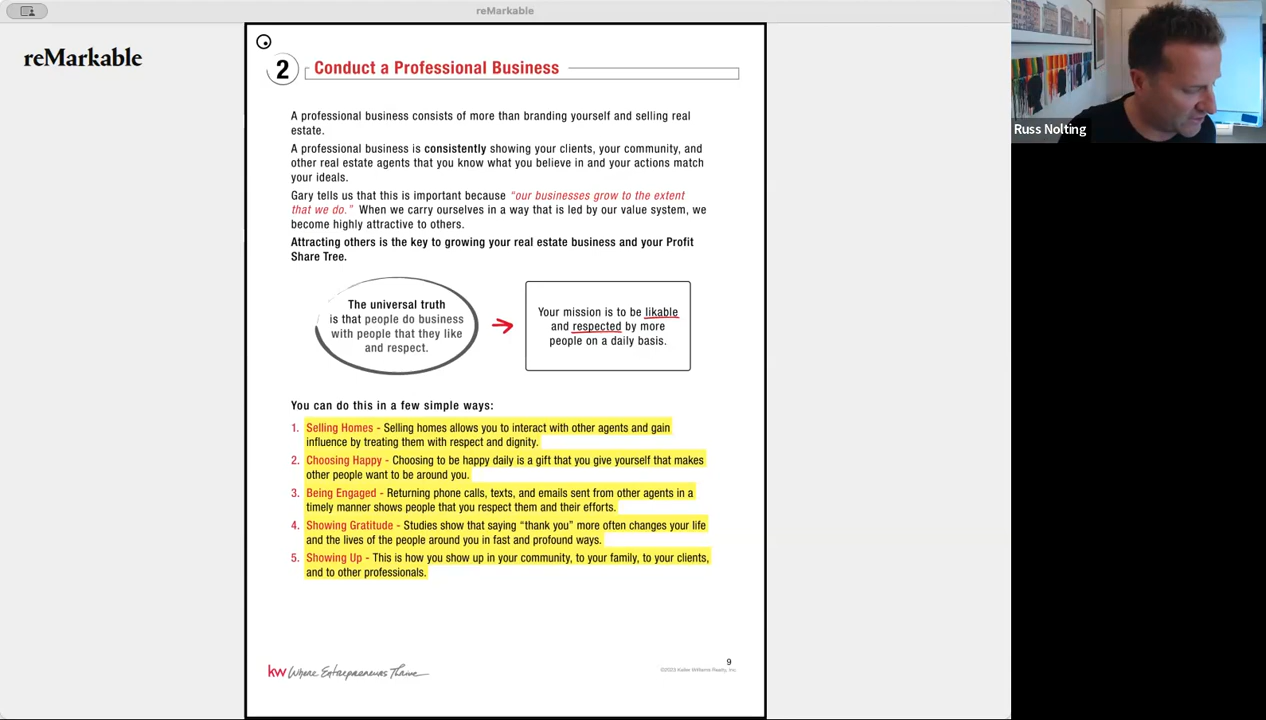 reMarkable
reMarkable
2
Conduct a Professional Business
A professional business consists of more than branding yourself and selling real
estate.
A professional business is consistently showing your clients, your community, and
other real estate agents that you know what you believe in and your actions match
your ideals.
Gary tells us that this is important because “our businesses grow to the extent
that we do.” When we carry ourselves in a way that is led by our value system, we
become highly attractive to others.
Attracting others is the key to growing your real estate business and your Profit
Share Tree.
The universal truth
is that people do business
with people that they like
and respect.
Your mission is to be likable
and respected by more
people on a daily basis.
You can do this in a few simple ways:
1. Selling Homes - Selling homes allows you to interact with other agents and gain
influence by treating them with respect and dignity.
2. Choosing Happy - Choosing to be happy daily is a gift that you give yourself that makes
other people want to be around you.
3. Being Engaged - Returning phone calls, texts, and emails sent from other agents in a
timely manner shows people that you respect them and their efforts.
4. Showing Gratitude - Studies show that saying “thank you” more often changes your life
and the lives of the people around you in fast and profound ways.
5. Showing Up - This is how you show up in your community, to your family, to your clients,
and to other professionals.
kw Where Entrepreneurs Thrive
9
©2023 Keller Williams Realty, Inc.
Russ Nolting